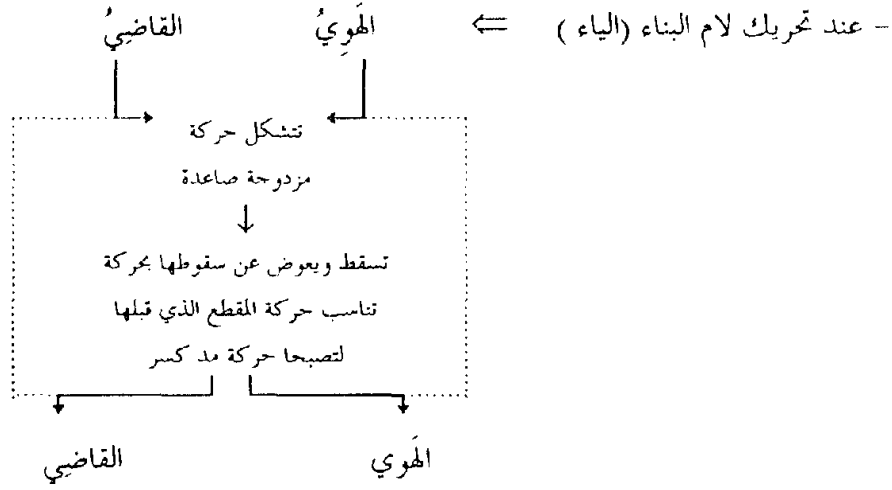 – عند تحريك لام البناء (الياء ) ⇐ الهَوِيُ القاضِيُ
تتشكل حركة
مزدوجة صاعدة
↓
تسقط ويعوض عن سقوطها بحركة
تناسب حركة المقطع الذي قبلها
لتصبحا حركة مد كسر
الهَوِي القاضِي